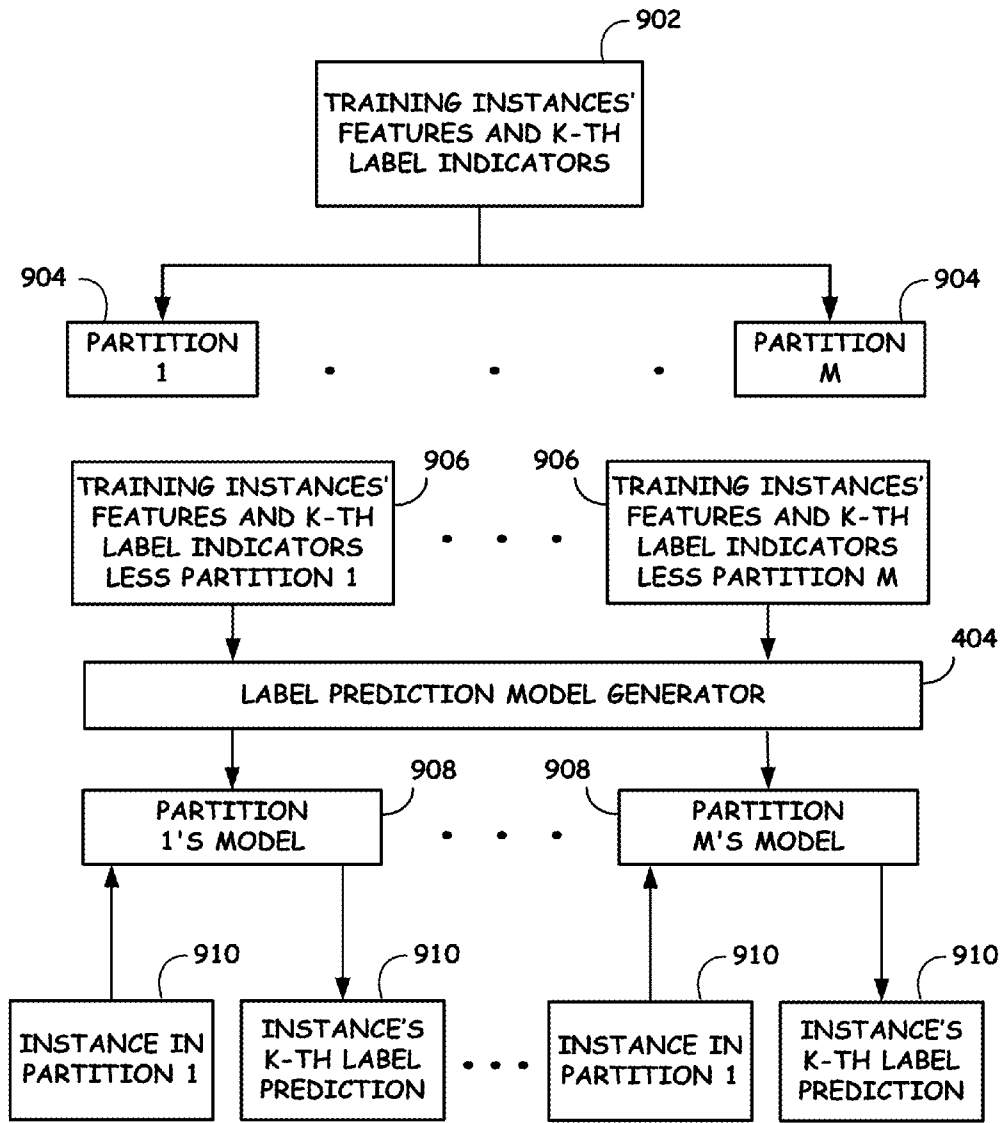 902
TRAINING INSTANCES'
FEATURES AND K-TH
LABEL INDICATORS
904
PARTITION
1
904
PARTITION
M
906
TRAINING INSTANCES'
FEATURES AND K-TH
LABEL INDICATORS
LESS PARTITION 1
906
TRAINING INSTANCES'
FEATURES AND K-TH
LABEL INDICATORS
LESS PARTITION M
404
LABEL PREDICTION MODEL GENERATOR
908
PARTITION
1'S MODEL
908
PARTITION
M'S MODEL
910
INSTANCE IN
PARTITION 1
910
INSTANCE'S
K-TH LABEL
PREDICTION
910
INSTANCE IN
PARTITION 1
910
INSTANCE'S
K-TH LABEL
PREDICTION